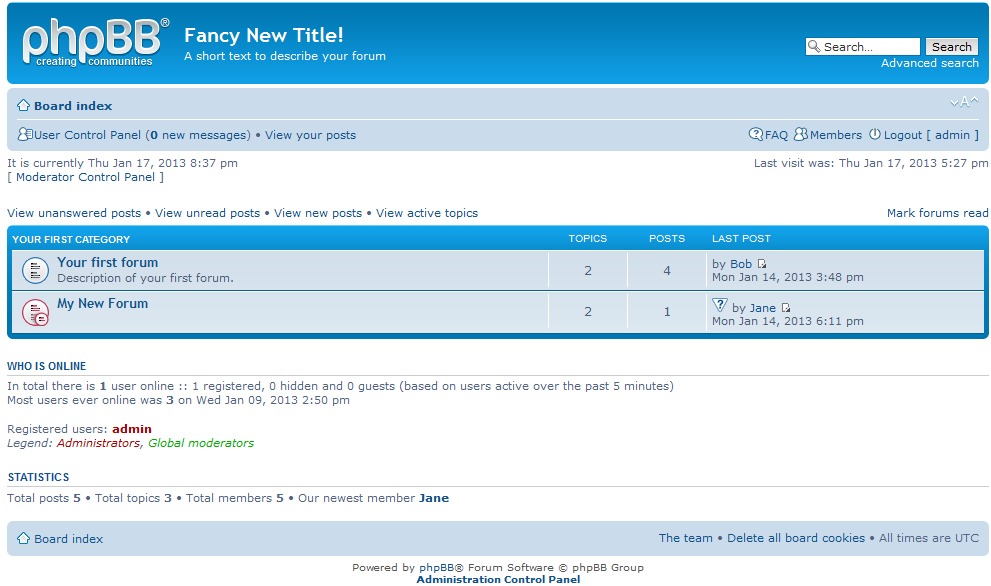 phpBB®
creating communities
Fancy New Title!
A short text to describe your forum
Search...
Search
Advanced search
Board index
A
User Control Panel (0 new messages) • View your posts
FAQ Members Logout [ admin ]
It is currently Thu Jan 17, 2013 8:37 pm
Last visit was: Thu Jan 17, 2013 5:27 pm
[ Moderator Control Panel ]
View unanswered posts • View unread posts • View new posts • View active topics
Mark forums read
YOUR FIRST CATEGORY TOPICS POSTS LAST POST
Your first forum
Description of your first forum.
2
4
by Bob
Mon Jan 14, 2013 3:48 pm
My New Forum
2
1
? by Jane
Mon Jan 14, 2013 6:11 pm
WHO IS ONLINE
In total there is 1 user online :: 1 registered, 0 hidden and 0 guests (based on users active over the past 5 minutes)
Most users ever online was 3 on Wed Jan 09, 2013 2:50 pm
Registered users: admin
Legend: Administrators, Global moderators
STATISTICS
Total posts 5 • Total topics 3 • Total members 5 • Our newest member Jane
Board index
The team • Delete all board cookies • All times are UTC
Powered by phpBB® Forum Software © phpBB Group
Administration Control Panel